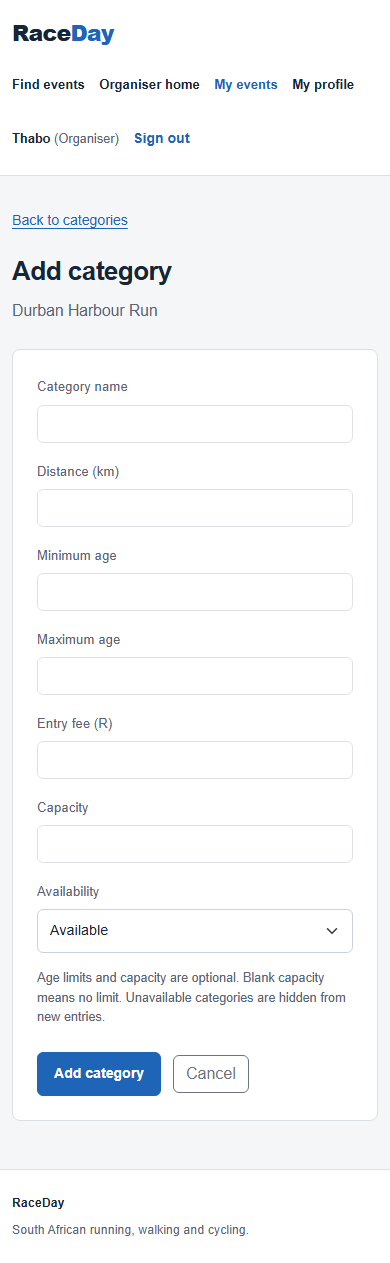 RaceDay
Find events Organiser home My events My profile
Thabo (Organiser) Sign out
Back to categories
Add category
Durban Harbour Run
Category name
Distance (km)
Minimum age
Maximum age
Entry fee (R)
Capacity
Availability
Available
Age limits and capacity are optional. Blank capacity
means no limit. Unavailable categories are hidden from
new entries.
Add category Cancel
RaceDay
South African running, walking and cycling.